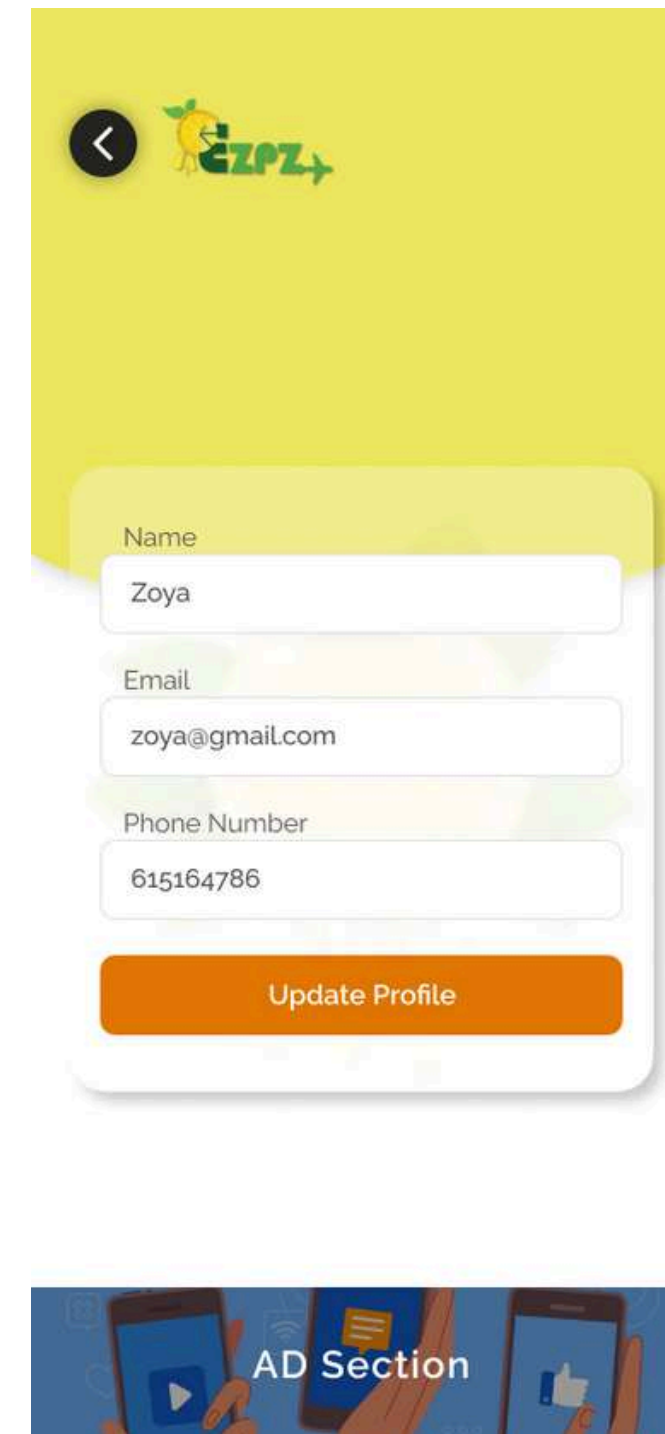 EZPZ
Name
Zoya
Email
zoya@gmail.com
Phone Number
615164786
Update Profile
AD Section